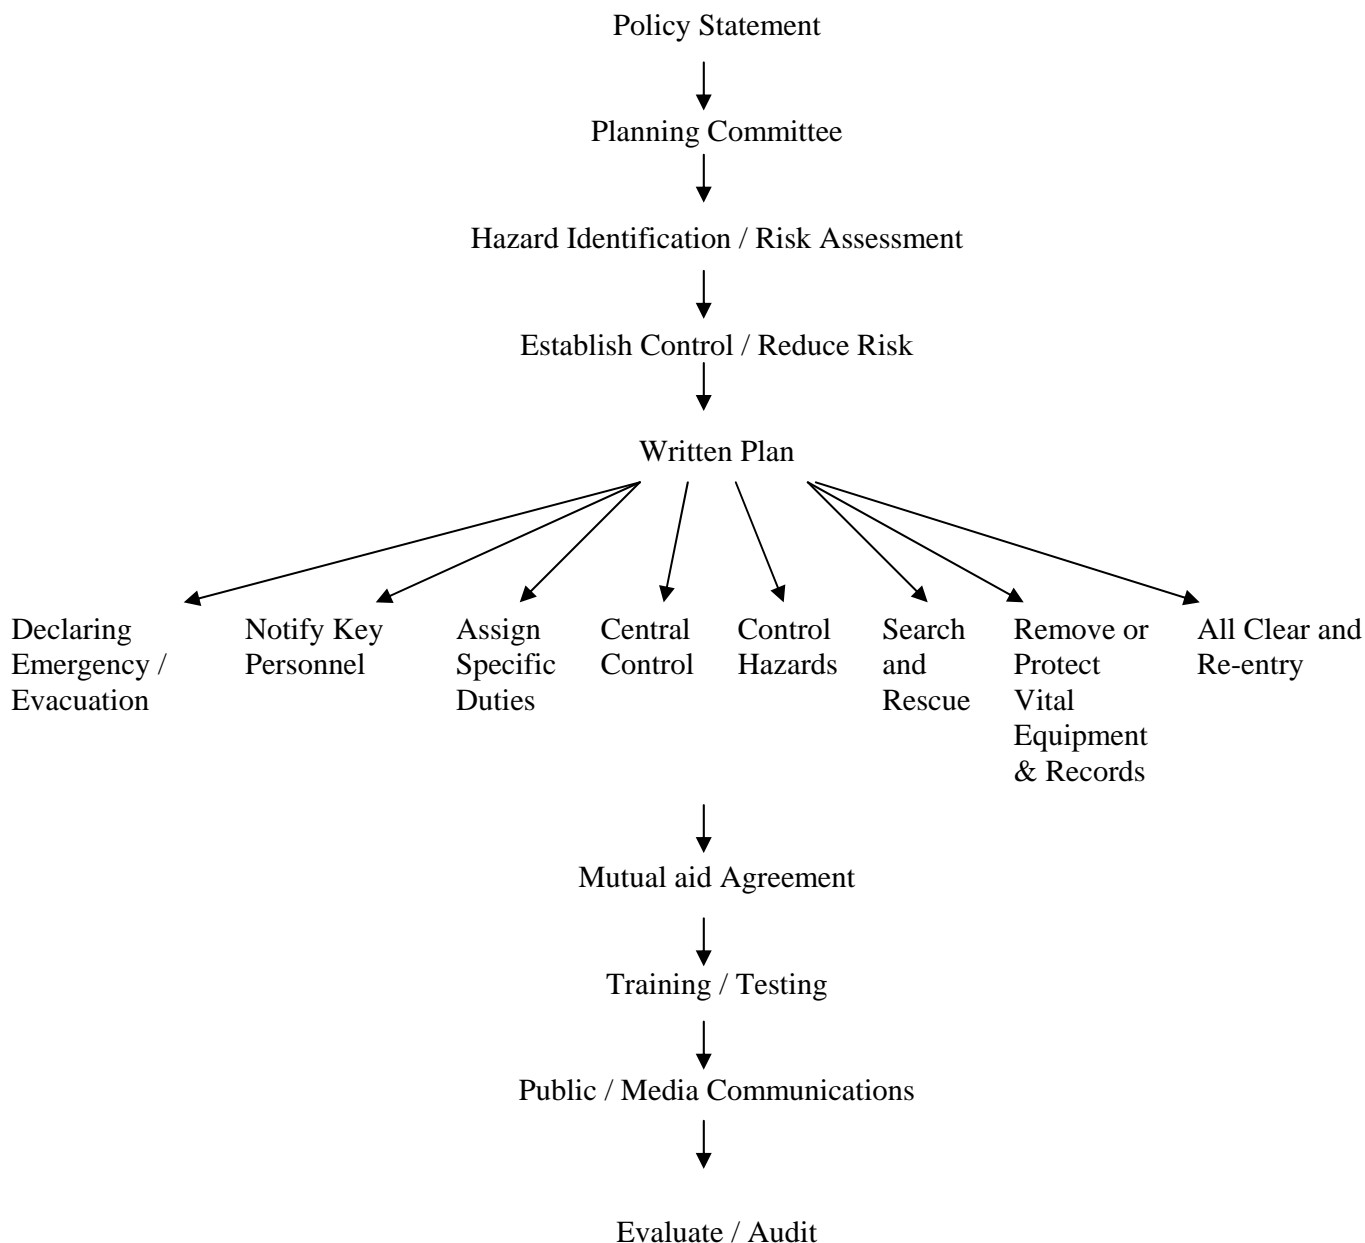 Policy Statement
Planning Committee
Hazard Identification / Risk Assessment
Establish Control / Reduce Risk
Written Plan
Declaring
Emergency /
Evacuation
Notify Key
Personnel
Assign
Specific
Duties
Central
Control
Control
Hazards
Search
and
Rescue
Remove or
Protect
Vital
Equipment
& Records
All Clear and
Re-entry
Mutual aid Agreement
Training / Testing
Public / Media Communications
Evaluate / Audit